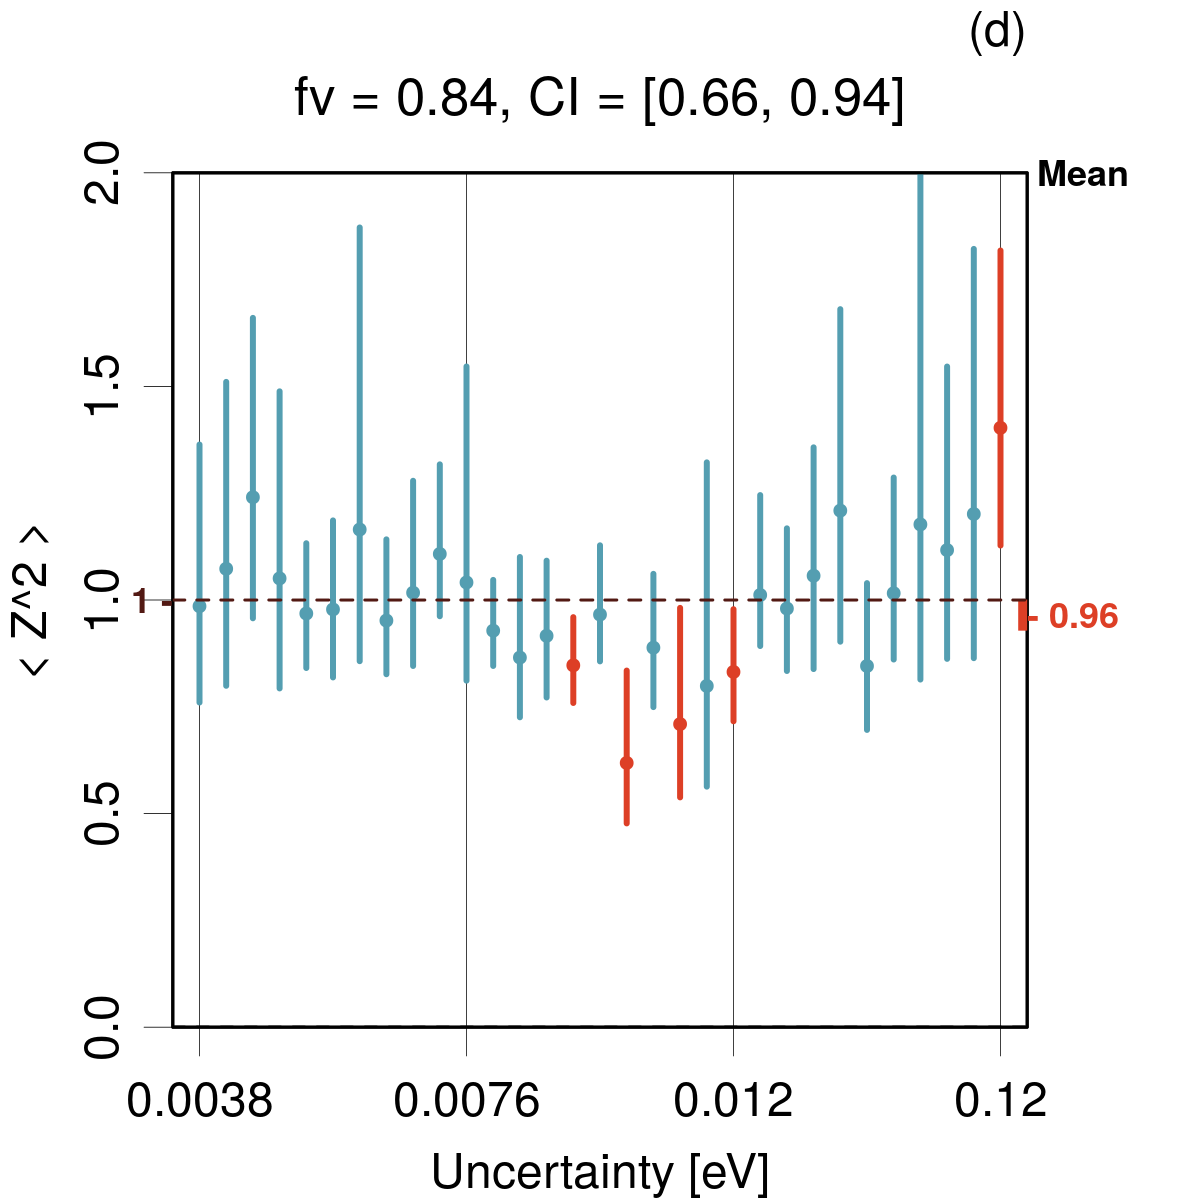 (d)
fv = 0.84, CI = [0.66, 0.94]
Mean
2.0
1.5
1.0
0.5
0.0
< Z^2 >
1 -
- 0.96
0.0038 0.0076 0.012 0.12
Uncertainty [eV]